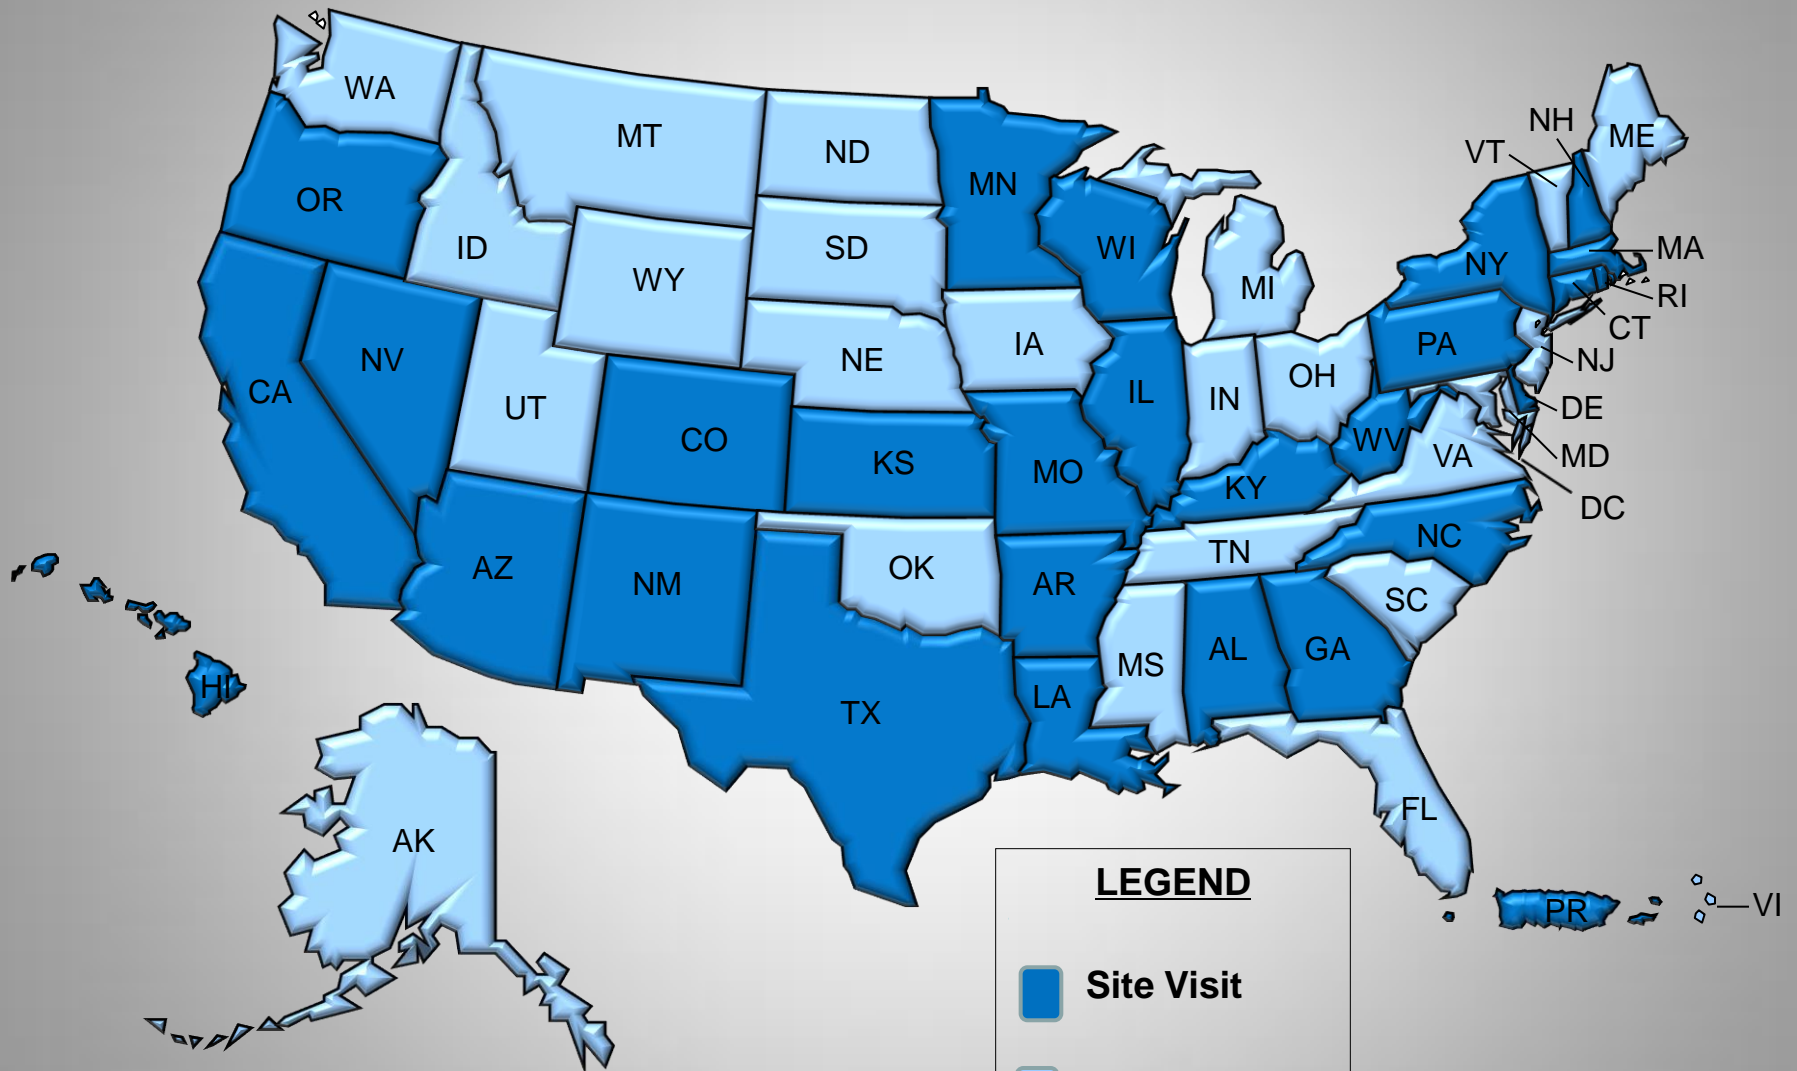 WA
MT
ND
MN
NH
ME
VT
OR
ID
WY
SD
WI
MI
NY
MA
RI
CT
NV
CA
UT
NE
IA
IL
IN
OH
PA
NJ
DE
CO
KS
MO
KY
WV
VA
MD
DC
AZ
NM
OK
AR
TN
NC
SC
MS
AL
GA
LA
TX
HI
FL
AK
PR
VI
LEGEND
Site Visit